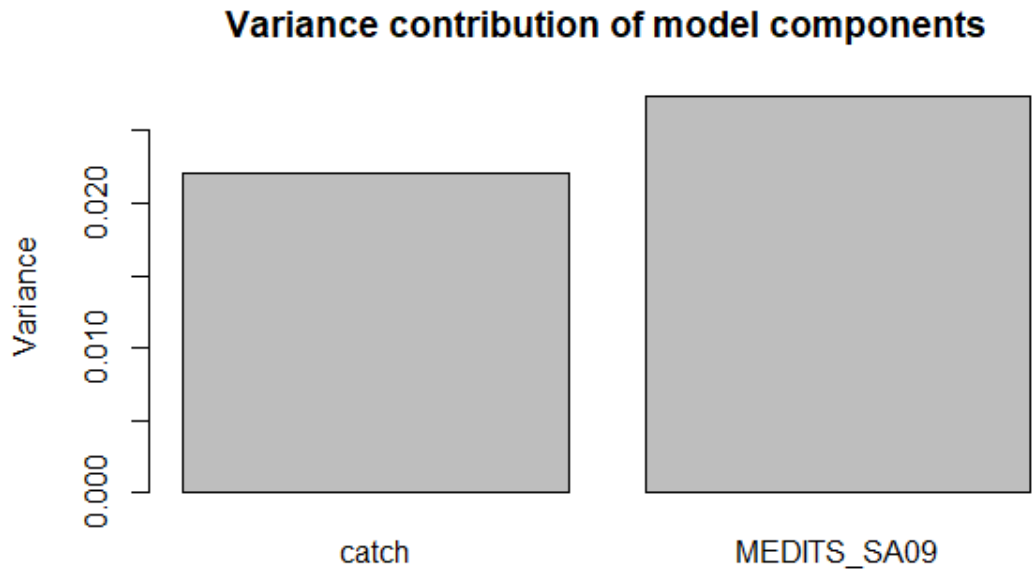 Variance contribution of model components
Variance
0.020
0.010
0.000
catch MEDITS_SA09